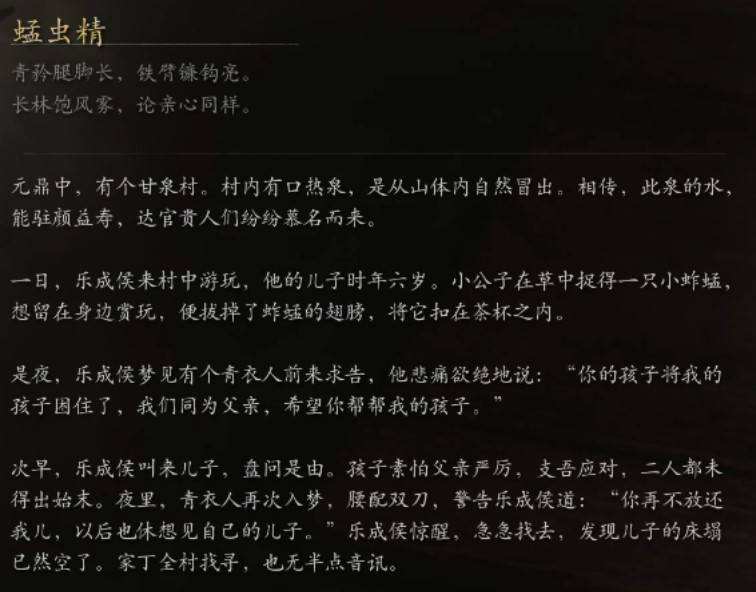 蜢虫精
青矜腿脚长，铁臂镰钩亮。
长林饱风雾，论亲心同样。
元鼎中，有个甘泉村。村内有口热泉，是从山体内自然冒出。相传，此泉的水，
能驻颜益寿，达官贵人们纷纷慕名而来。
一日，乐成侯来村中游玩，他的儿子时年六岁。小公子在草中捉得一只小蚱蜢，
想留在身边赏玩，便拔掉了蚱蜢的翅膀，将它扣在茶杯之内。
是夜，乐成侯梦见有个青衣人前来求告，他悲痛欲绝地说：“你的孩子将我的
孩子困住了，我们同为父亲，希望你帮帮我的孩子。”
次早，乐成侯叫来儿子，盘问是由。孩子素怕父亲严厉，支吾应对，二人都未
得出始末。夜里，青衣人再次入梦，腰配双刀，警告乐成侯道：“你再不放还
我儿，以后也休想见自己的儿子。”乐成侯惊醒，急急找去，发现儿子的床塌
已然空了。家丁全村找寻，也无半点音讯。